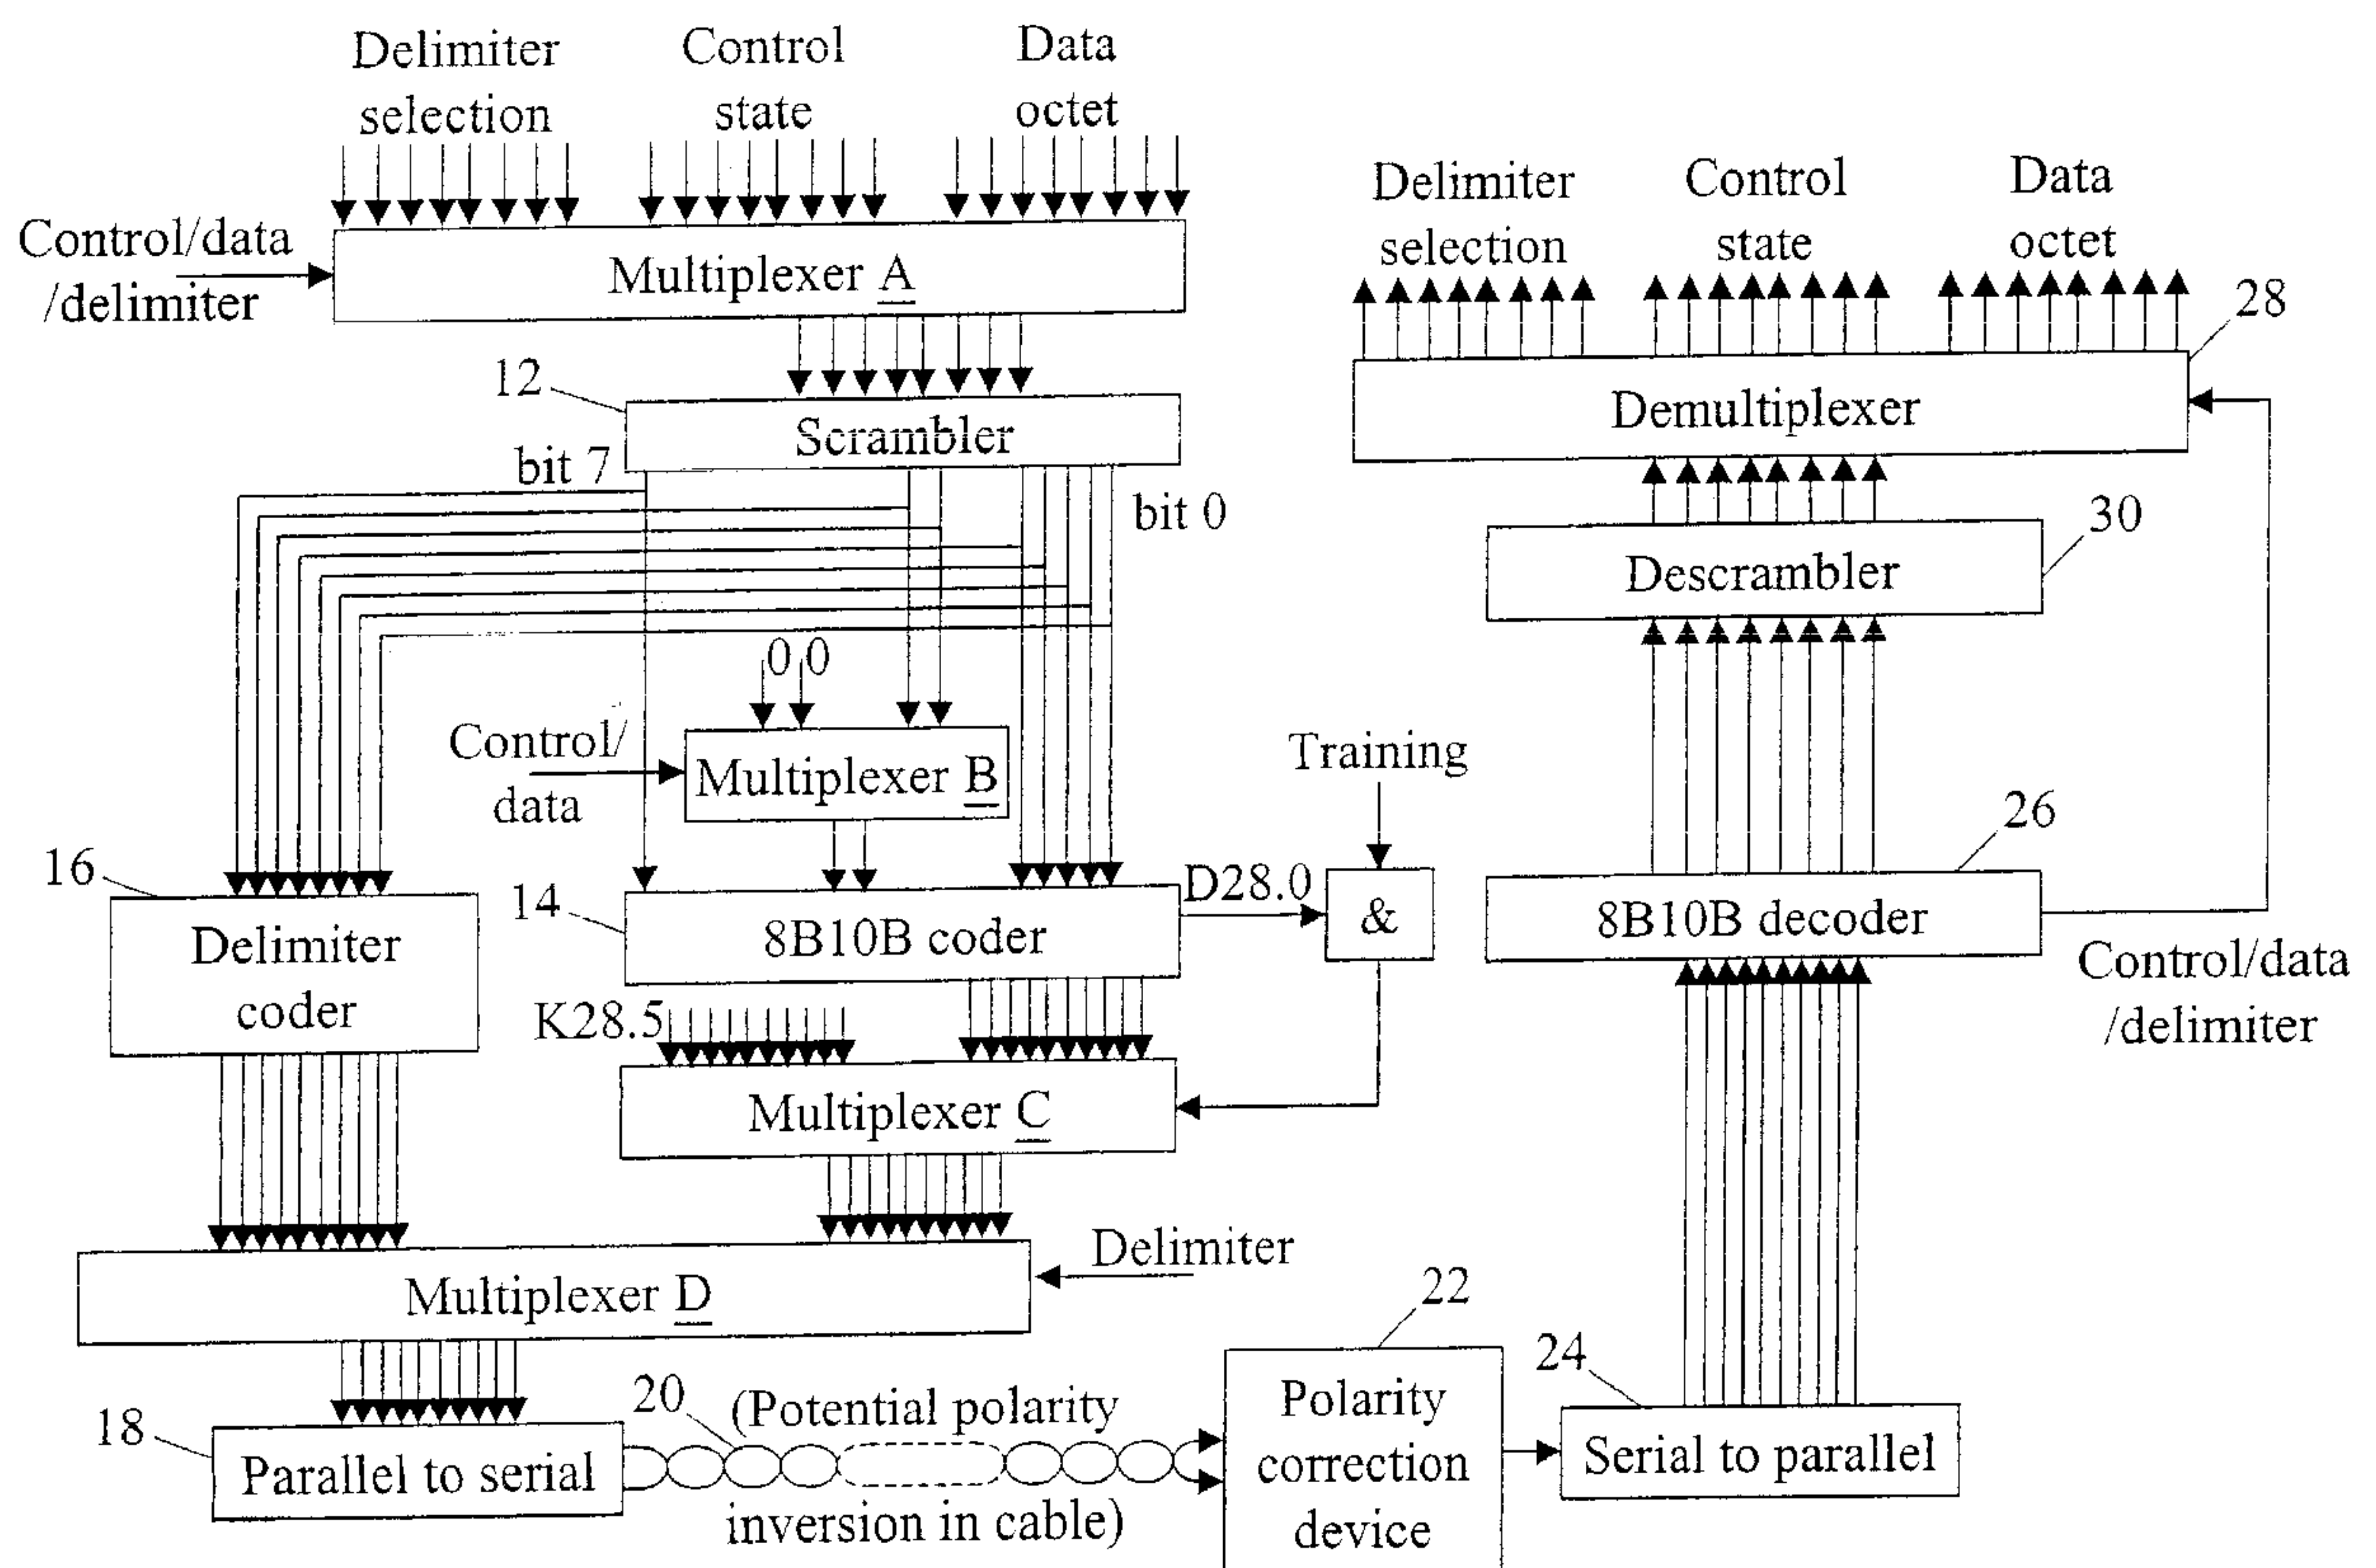 Delimiter
selection
Control
state
Data
octet
Control/data
/delimiter
Multiplexer A
12
Scrambler
bit 7
bit 0
0 0
Control/
data
Multiplexer B
16
Delimiter
coder
14
8B10B coder
D28.0
Training
&
K28.5
Multiplexer C
Delimiter
Multiplexer D
18
Parallel to serial
20
(Potential polarity
inversion in cable)
22
Polarity
correction
device
24
Serial to parallel
26
8B10B decoder
Control/data
/delimiter
30
Descrambler
28
Demultiplexer
Delimiter
selection
Control
state
Data
octet